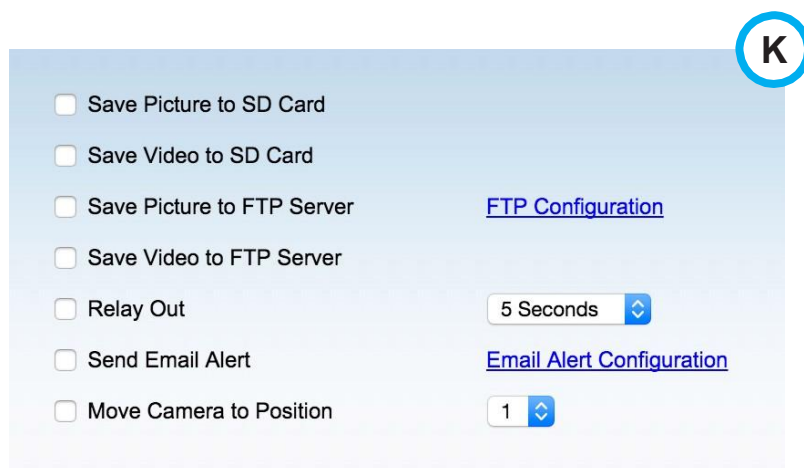 K
Save Picture to SD Card
Save Video to SD Card
Save Picture to FTP Server FTP Configuration
Save Video to FTP Server
Relay Out 5 Seconds
Send Email Alert Email Alert Configuration
Move Camera to Position 1